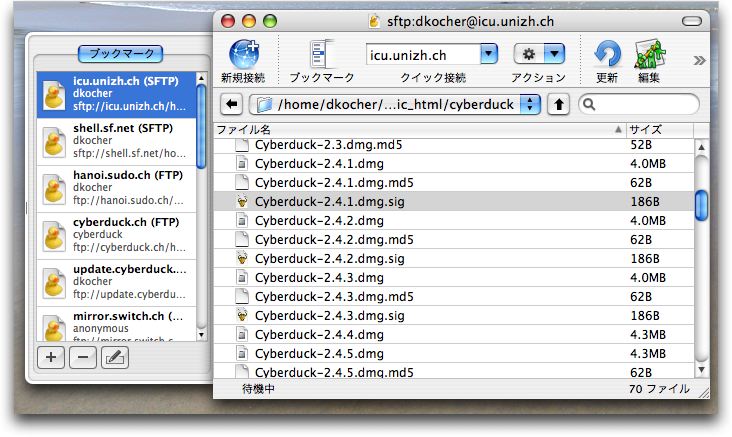 sftp:dkocher@icu.unizh.ch
icu.unizh.ch
新規接続
ブックマーク
クイック接続
アクション
更新
編集
/home/dkocher/...ic_html/cyberduck
ファイル名 サイズ
Cyberduck-2.3.dmg.md5 52B
Cyberduck-2.4.1.dmg 4.0MB
Cyberduck-2.4.1.dmg.md5 62B
Cyberduck-2.4.1.dmg.sig 186B
Cyberduck-2.4.2.dmg 4.0MB
Cyberduck-2.4.2.dmg.md5 62B
Cyberduck-2.4.2.dmg.sig 186B
Cyberduck-2.4.3.dmg 4.0MB
Cyberduck-2.4.3.dmg.md5 62B
Cyberduck-2.4.3.dmg.sig 186B
Cyberduck-2.4.4.dmg 4.3MB
Cyberduck-2.4.5.dmg 4.3MB
Cyberduck-2.4.5.dmg.md5 62B
待機中 70 ファイル
ブックマーク
icu.unizh.ch (SFTP)
dkocher
sftp://icu.unizh.ch/h...
shell.sf.net (SFTP)
dkocher
sftp://shell.sf.net/ho...
hanoi.sudo.ch (FTP)
dkocher
ftp://hanoi.sudo.ch/...
cyberduck.ch (FTP)
cyberduck
ftp://cyberduck.ch/h...
update.cyberduck....
dkocher
ftp://update.cyberdu...
mirror.switch.ch (...
anonymous
ftp://mirror.switch.c...